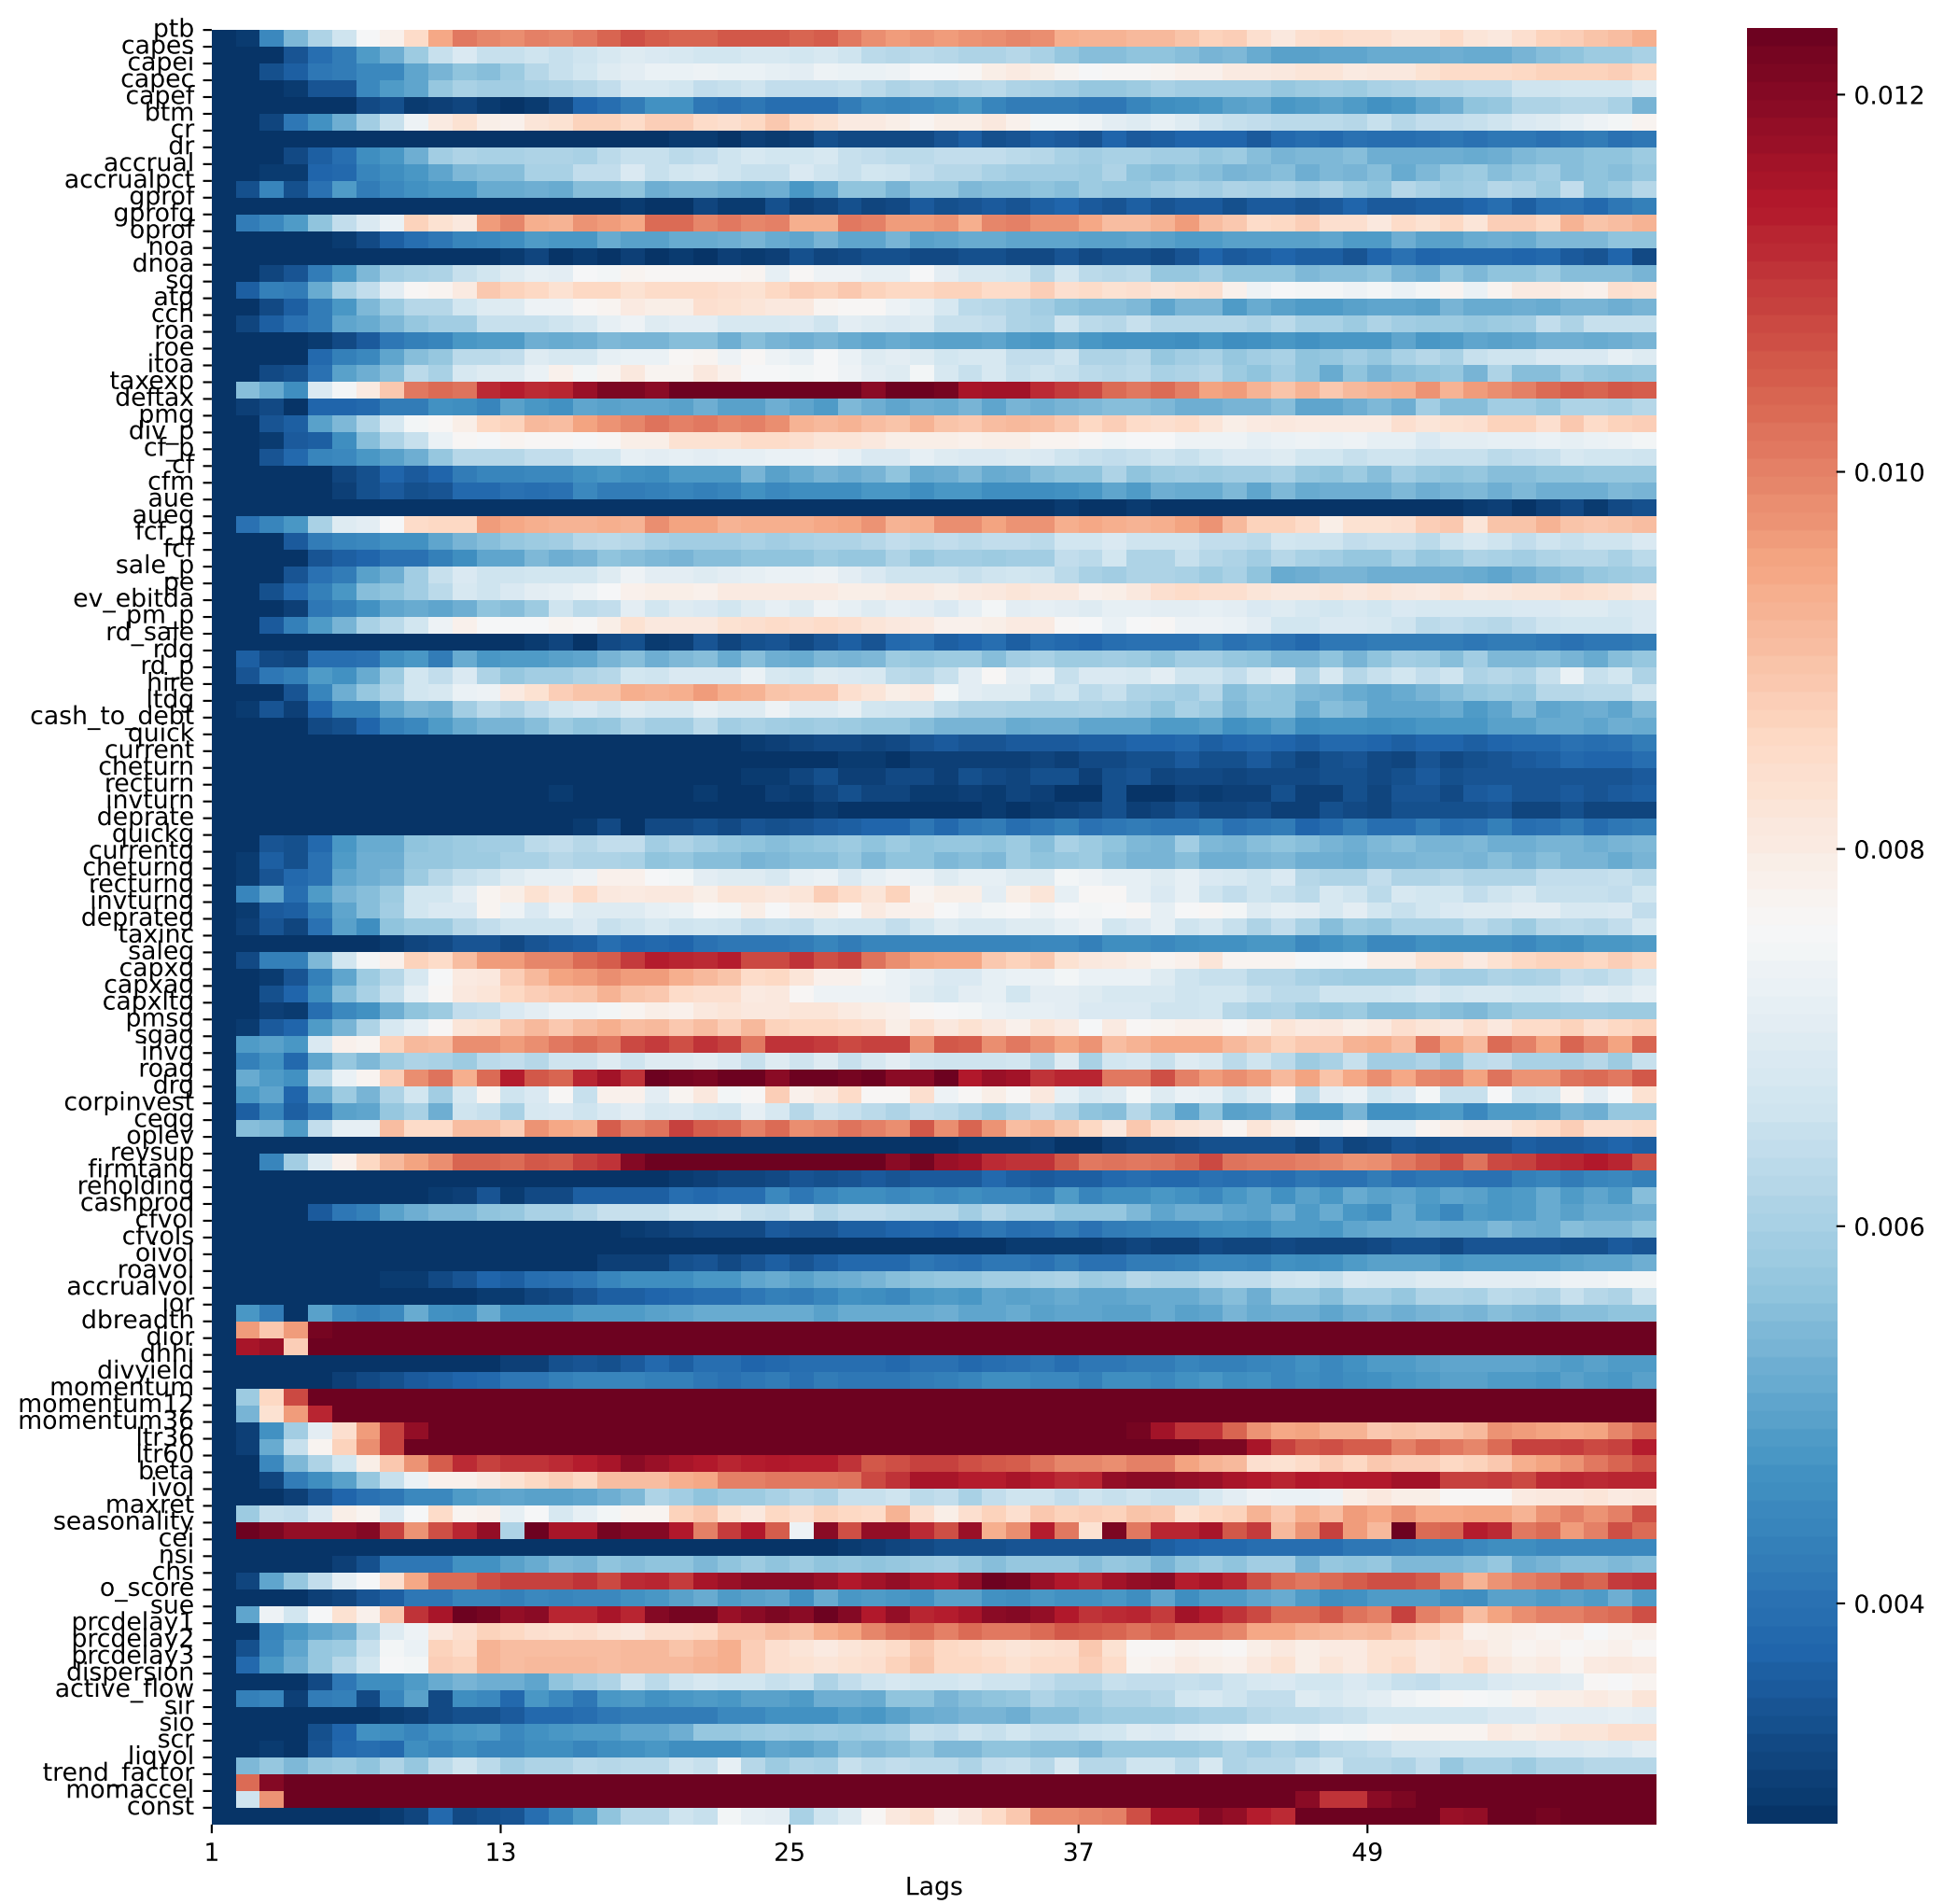 ptb
capes
capei
capec
capef
btm
cr
dr
accrual
accrualpct
gprof
gprofg
oprof
noa
dnoa
sg
atg
cch
roa
roe
itoa
taxexp
deftax
pmg
div_p
cf_p
cf
cfm
aue
aueg
fcf_p
fcf
sale_p
pe
ev_ebitda
pm_p
rd_sale
rdg
rd_p
hire
ltdg
cash_to_debt
quick
current
cheturn
recturn
invturn
deprate
quickg
currentg
cheturng
recturng
invturng
deprateg
taxinc
saleg
capxg
capxag
capxltg
pmsg
sgag
invg
roag
drg
corpinvest
ceqg
oplev
revsup
firmtang
reholding
cashprod
cfvol
cfvols
oivol
roavol
accrualvol
ior
dbreadth
dior
dhhi
divyield
momentum
momentum12
momentum36
ltr36
ltr60
beta
ivol
maxret
seasonality
cei
nsi
chs
o_score
sue
prcdelay1
prcdelay2
prcdelay3
dispersion
active_flow
sir
sio
scr
liqvol
trend_factor
momaccel
const
1
13
25
37
49
Lags
0.012
0.010
0.008
0.006
0.004